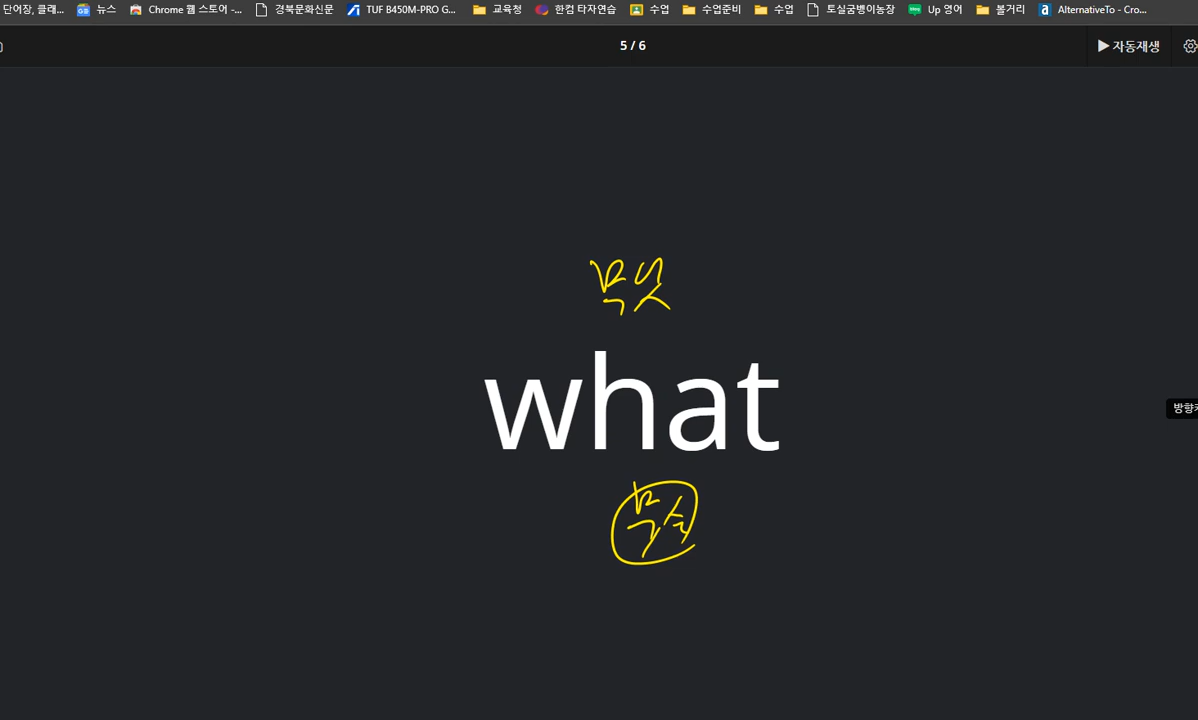 단어장, 클래... 뉴스 Chrome 웹 스토어 -... 경북문화신문 TUF B450M-PRO G... 교육청 한컴 타자연습 수업 수업준비 수업 토실굼벵이농장 Up 영어 볼거리 AlternativeTo - Cro...
5 / 6 자동재생
무엇
what
방향키
무슨